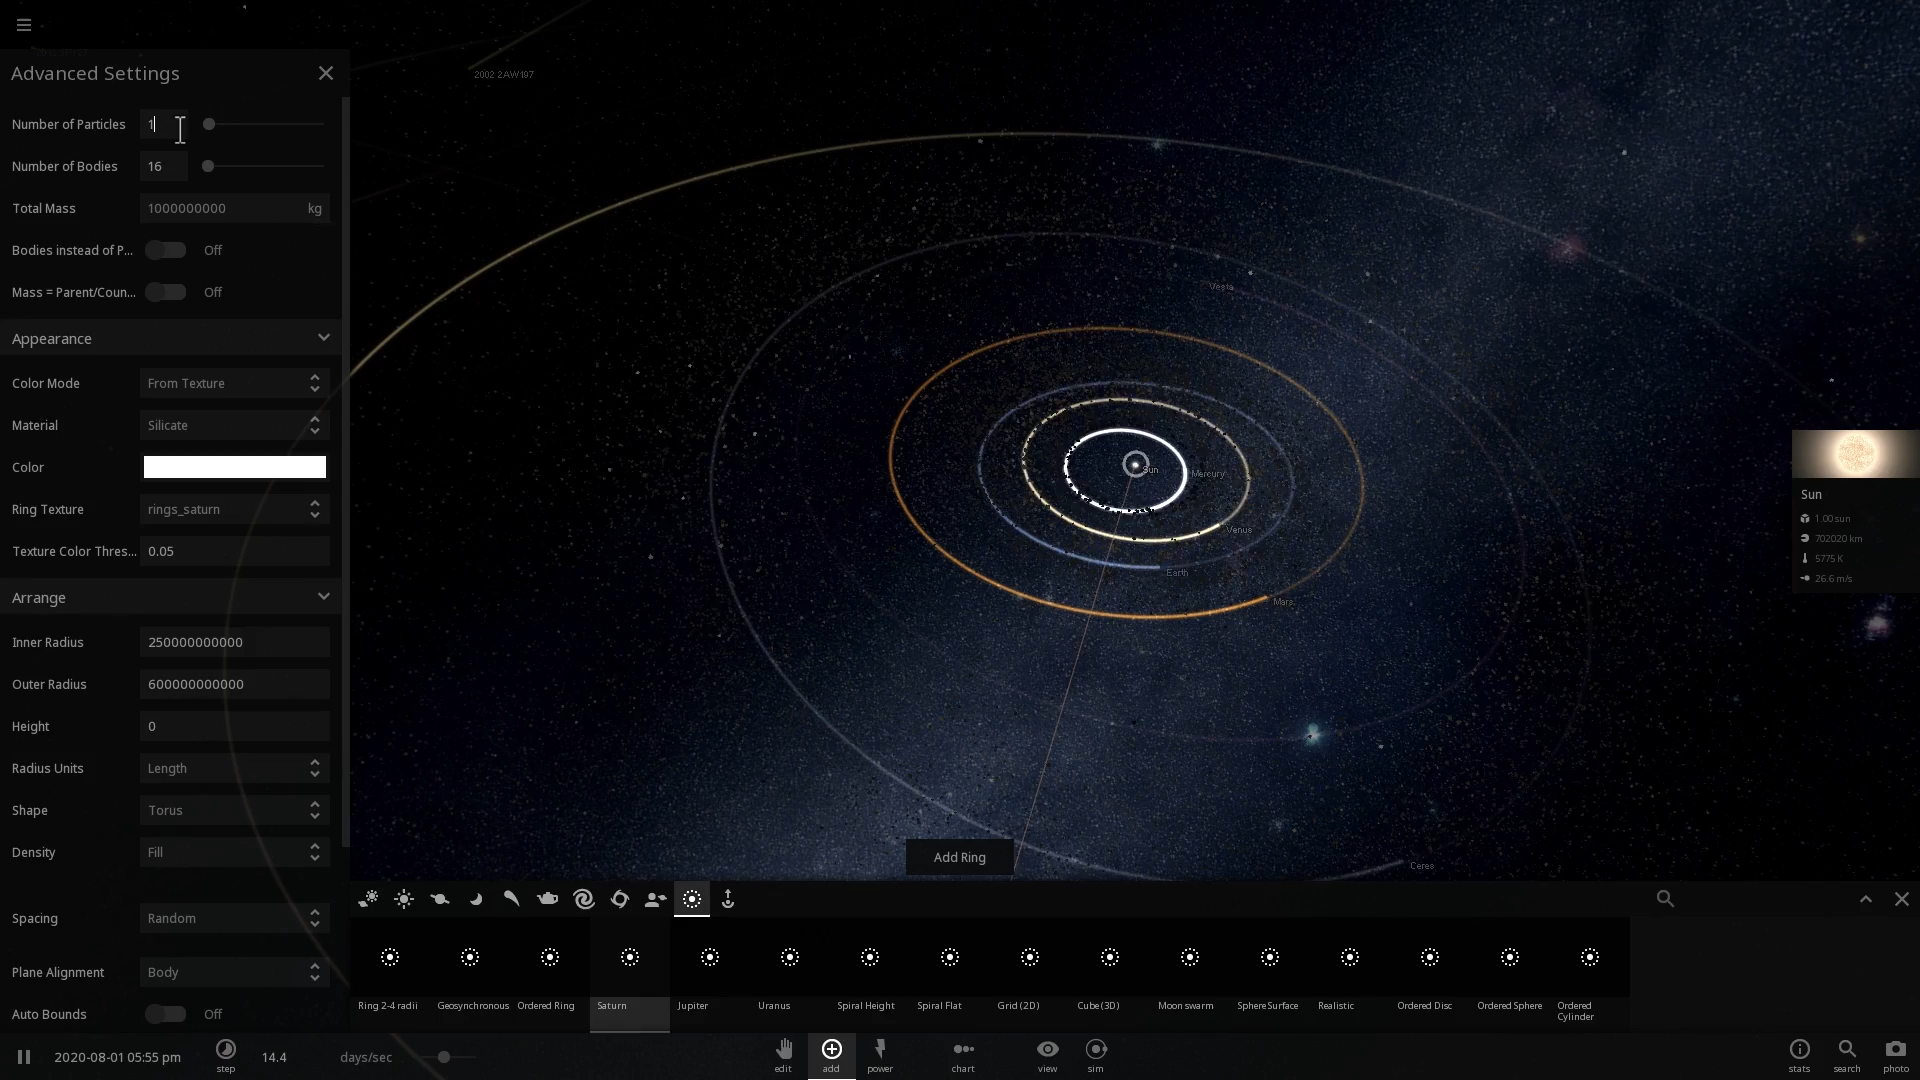 2002 2AW197
Advanced Settings
Number of Particles 1
Number of Bodies 16
Total Mass 1000000000 kg
Bodies instead of P... Off
Mass = Parent/Coun... Off
Appearance
Color Mode From Texture
Material Silicate
Color
Ring Texture rings_saturn
Texture Color Thres... 0.05
Arrange
Inner Radius 250000000000
Outer Radius 600000000000
Height 0
Radius Units Length
Shape Torus
Density Fill
Spacing Random
Plane Alignment Body
Auto Bounds Off
Vesta
Sun
Mercury
Venus
Earth
Mars
Ceres
Sun
1.00 sun
702020 km
5775 K
26.6 m/s
Add Ring
Ring 2-4 radii Geosynchronous Ordered Ring Saturn Jupiter Uranus Spiral Height Spiral Flat Grid (2D) Cube (3D) Moon swarm Sphere Surface Realistic Ordered Disc Ordered Sphere Ordered
Cylinder
2020-08-01 05:55 pm step 14.4 days/sec edit add power chart view sim stats search photo